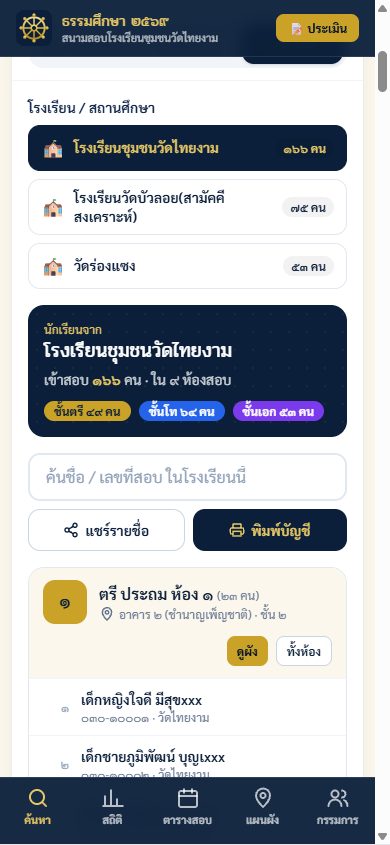 ธรรมศึกษา ๒๕๖๙
สนามสอบโรงเรียนชุมชนวัดไทยงาม
ประเมิน
โรงเรียน / สถานศึกษา
โรงเรียนชุมชนวัดไทยงาม ๑๖๖ คน
โรงเรียนวัดบัวลอย(สามัคคี
สงเคราะห์) ๗๕ คน
วัดร่องแซง ๕๓ คน
นักเรียนจาก
โรงเรียนชุมชนวัดไทยงาม
เข้าสอบ ๑๖๖ คน · ใน ๙ ห้องสอบ
ชั้นตรี ๔๙ คน ชั้นโท ๖๔ คน ชั้นเอก ๕๓ คน
ค้นชื่อ / เลขที่สอบ ในโรงเรียนนี้
แชร์รายชื่อ พิมพ์บัญชี
๑ ตรี ประถม ห้อง ๑ (๒๓ คน)
อาคาร ๒ (ชำนาญเพ็ญชาติ) · ชั้น ๒
ดูผัง ทั้งห้อง
๑ เด็กหญิงใจดี มีสุขxxx
๐๓๐-๑๐๐๐๑ · วัดไทยงาม
๒ เด็กชายภูมิพัฒน์ บุญxxx
๐๓๐-๑๐๐๐๒ · วัดไทยงาม
ค้นหา สถิติ ตารางสอบ แผนผัง กรรมการ